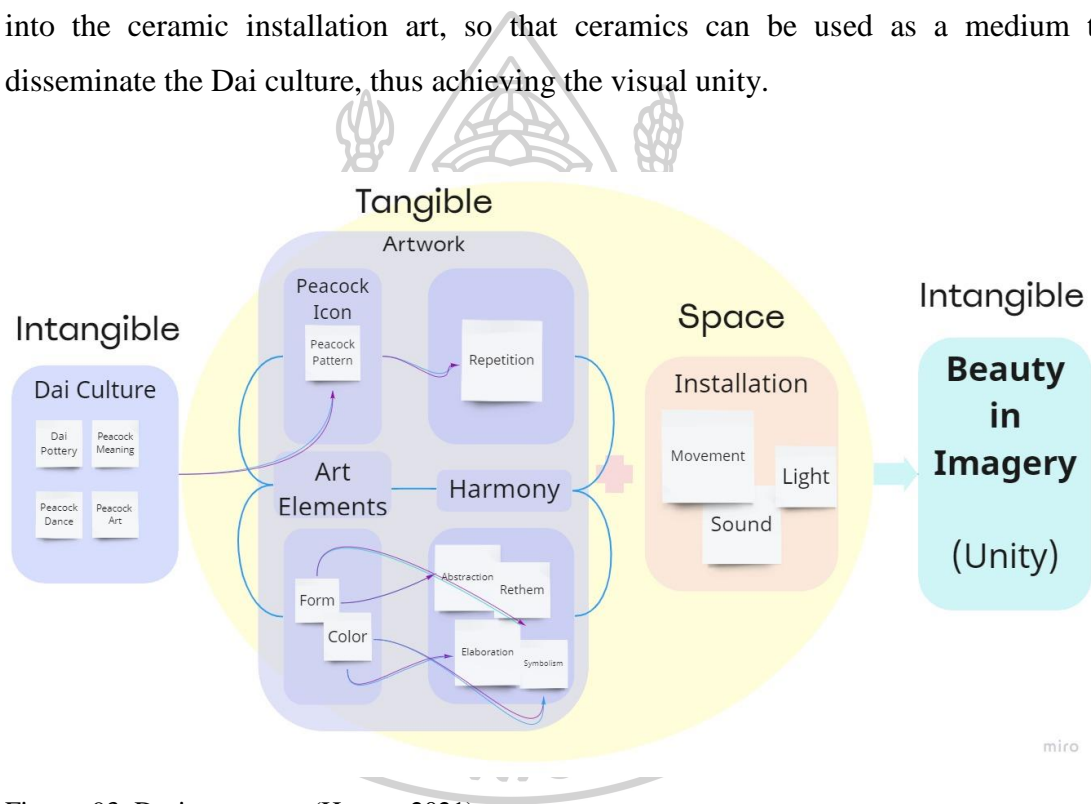 into the ceramic installation art, so that ceramics can be used as a medium
disseminate the Dai culture, thus achieving the visual unity.
Tangible
Artwork
Intangible
Dai Culture
Dai
Pottery
Peacock
Meaning
Peacock
Dance
Peacock
Art
Peacock
Icon
Peacock
Pattern
Repetition
Art
Elements
Harmony
Form
Color
Abstraction
Rethem
Elaboration
Symbolism
Space
Installation
Movement
Light
Sound
Intangible
Beauty
in
Imagery
(Unity)
miro